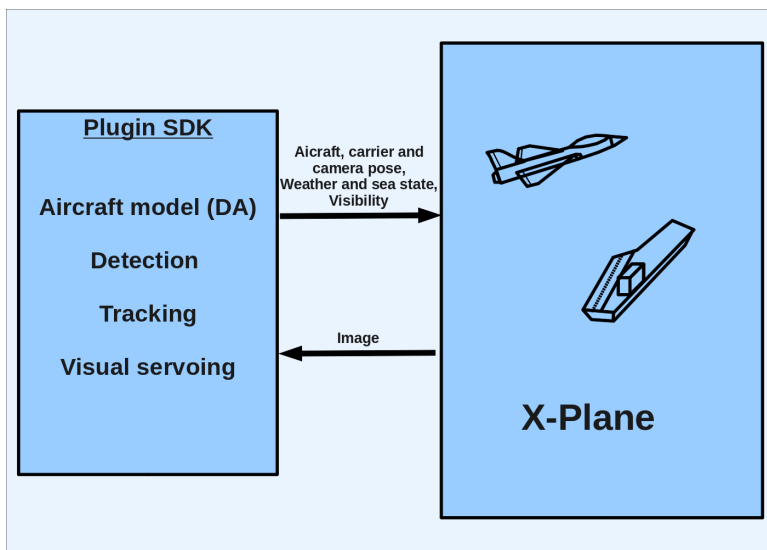 Plugin SDK
Aircraft model (DA)
Detection
Tracking
Visual servoing
Aicraft, carrier and
camera pose,
Weather and sea state,
Visibility
Image
X-Plane